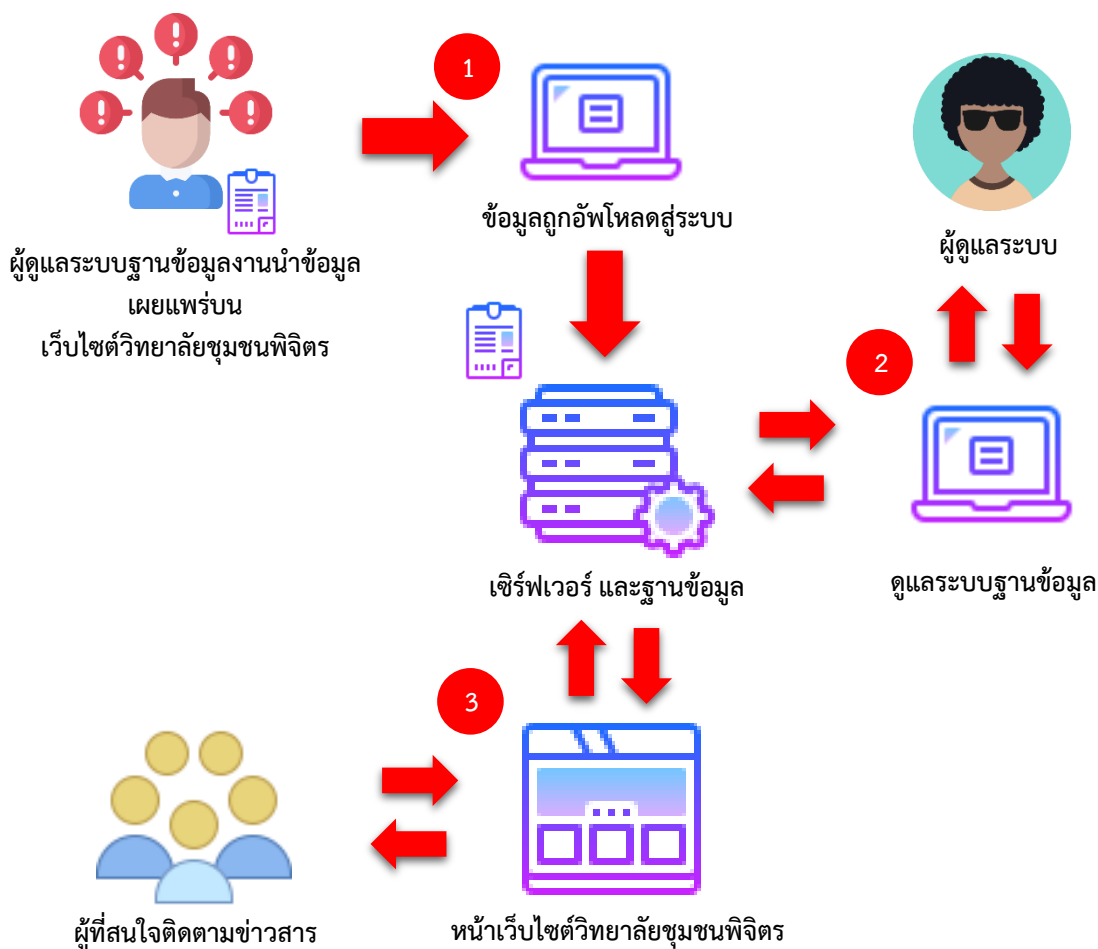 1
ข้อมูลถูกอัพโหลดสู่ระบบ
ผู้ดูแลระบบ
ผู้ดูแลระบบฐานข้อมูลงานนำข้อมูล
เผยแพร่บน
เว็บไซต์วิทยาลัยชุมชนพิจิตร
2
เซิร์ฟเวอร์ และฐานข้อมูล
ดูแลระบบฐานข้อมูล
3
ผู้ที่สนใจติดตามข่าวสาร
หน้าเว็บไซต์วิทยาลัยชุมชนพิจิตร